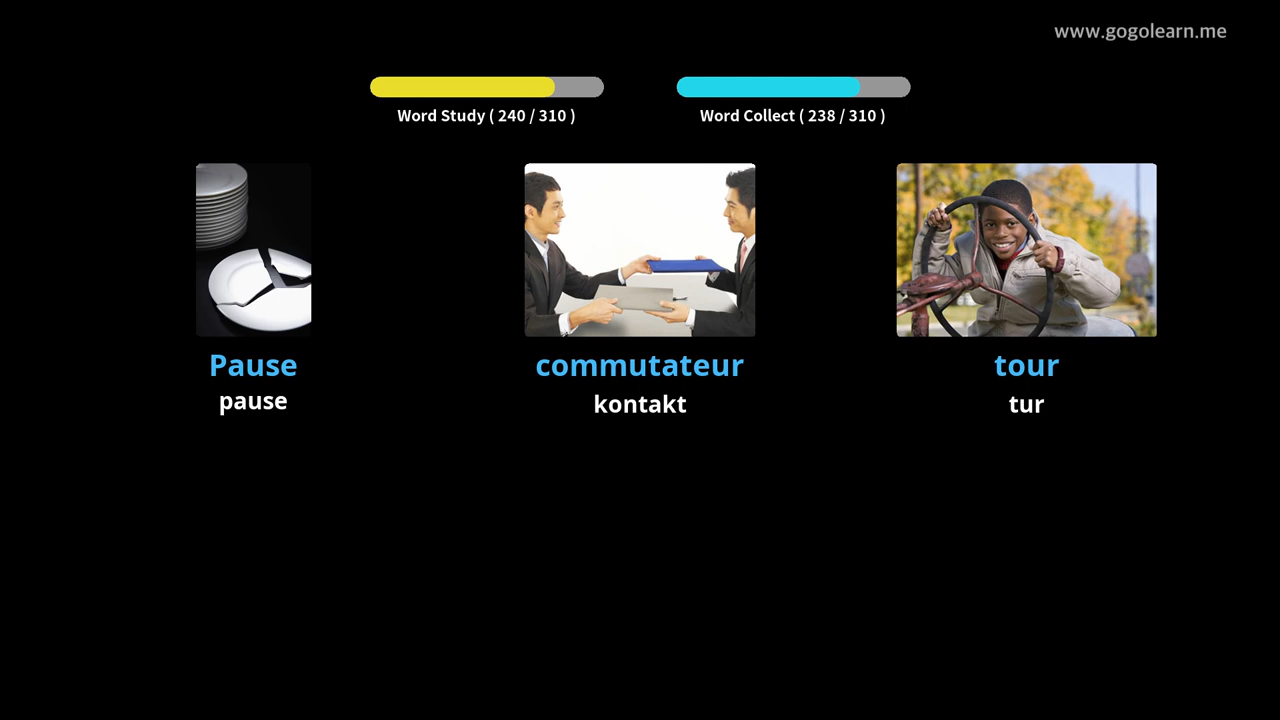 www.gogolearn.me
Word Study ( 240 / 310 )
Word Collect ( 238 / 310 )
Pause
pause
commutateur
kontakt
tour
tur